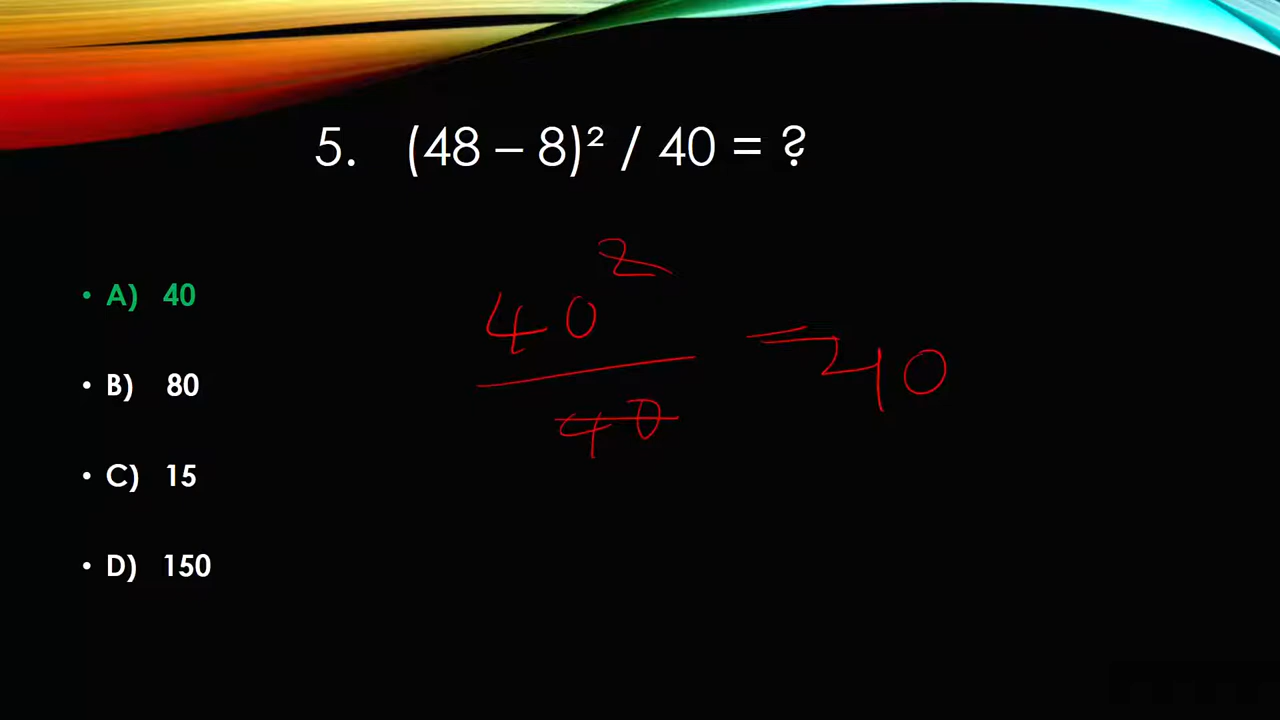 5. (48 – 8)² / 40 = ?
• A) 40
• B) 80
• C) 15
• D) 150
40²
40
= 40